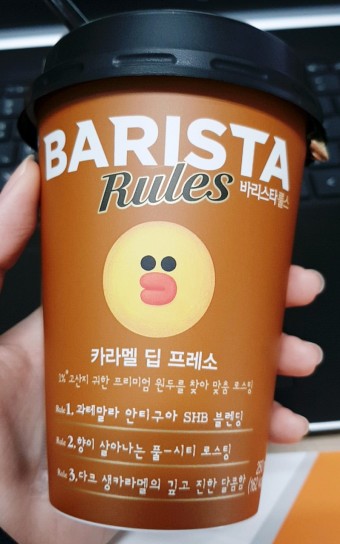 BARISTA
Rules 바리스타룰스
카라멜 딥 프레소
1%* 고산지 귀한 프리미엄 원두를 찾아 맞춤 로스팅
Rule 1. 과테말라 안티구아 SHB 블렌딩
Rule 2. 향이 살아나는 풀-시티 로스팅
Rule 3. 다크 생카라멜의 깊고 진한 달콤함